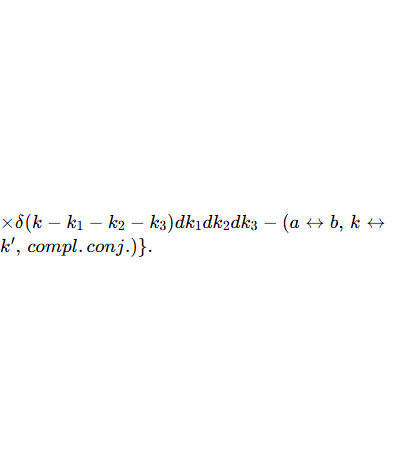 ×δ(k − k₁ − k₂ − k₃)dk₁dk₂dk₃ − (a ↔ b, k ↔
k′, compl. conj.)}.